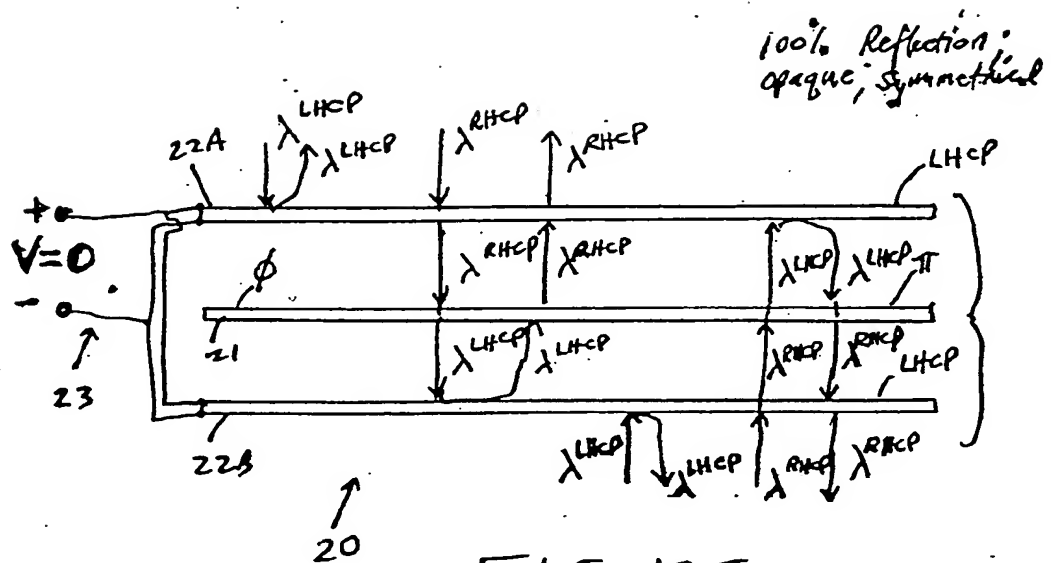 100%. Reflection;
opaque; symmetrical
22A
λLHCP
λLHCP
λRHCP
λRHCP
LHCP
+
V=0
-
23
φ
21
λRHCP
λRHCP
λLHCP
λLHCP
π
λLHCP
λLHCP
λRHCP
λRHCP
LHCP
22B
λLHCP
λLHCP
λRHCP
λRHCP
20